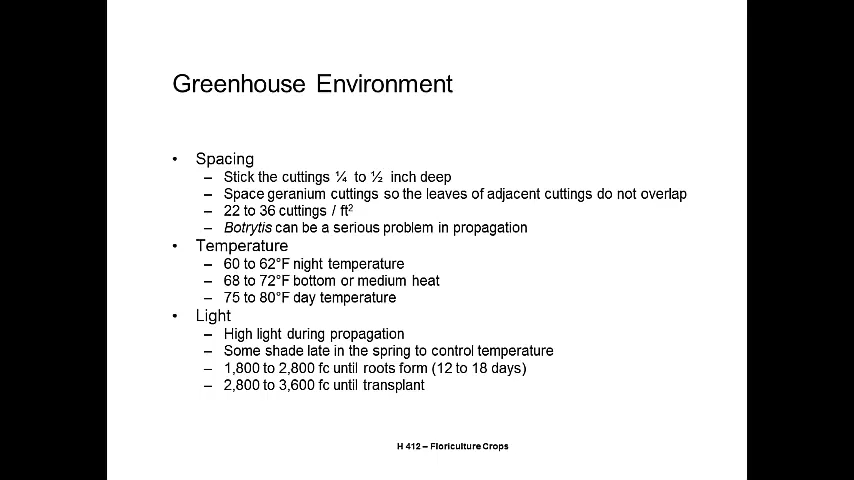 Greenhouse Environment
• Spacing
– Stick the cuttings ¼ to ½ inch deep
– Space geranium cuttings so the leaves of adjacent cuttings do not overlap
– 22 to 36 cuttings / ft²
– Botrytis can be a serious problem in propagation
• Temperature
– 60 to 62°F night temperature
– 68 to 72°F bottom or medium heat
– 75 to 80°F day temperature
• Light
– High light during propagation
– Some shade late in the spring to control temperature
– 1,800 to 2,800 fc until roots form (12 to 18 days)
– 2,800 to 3,600 fc until transplant
H 412 – Floriculture Crops